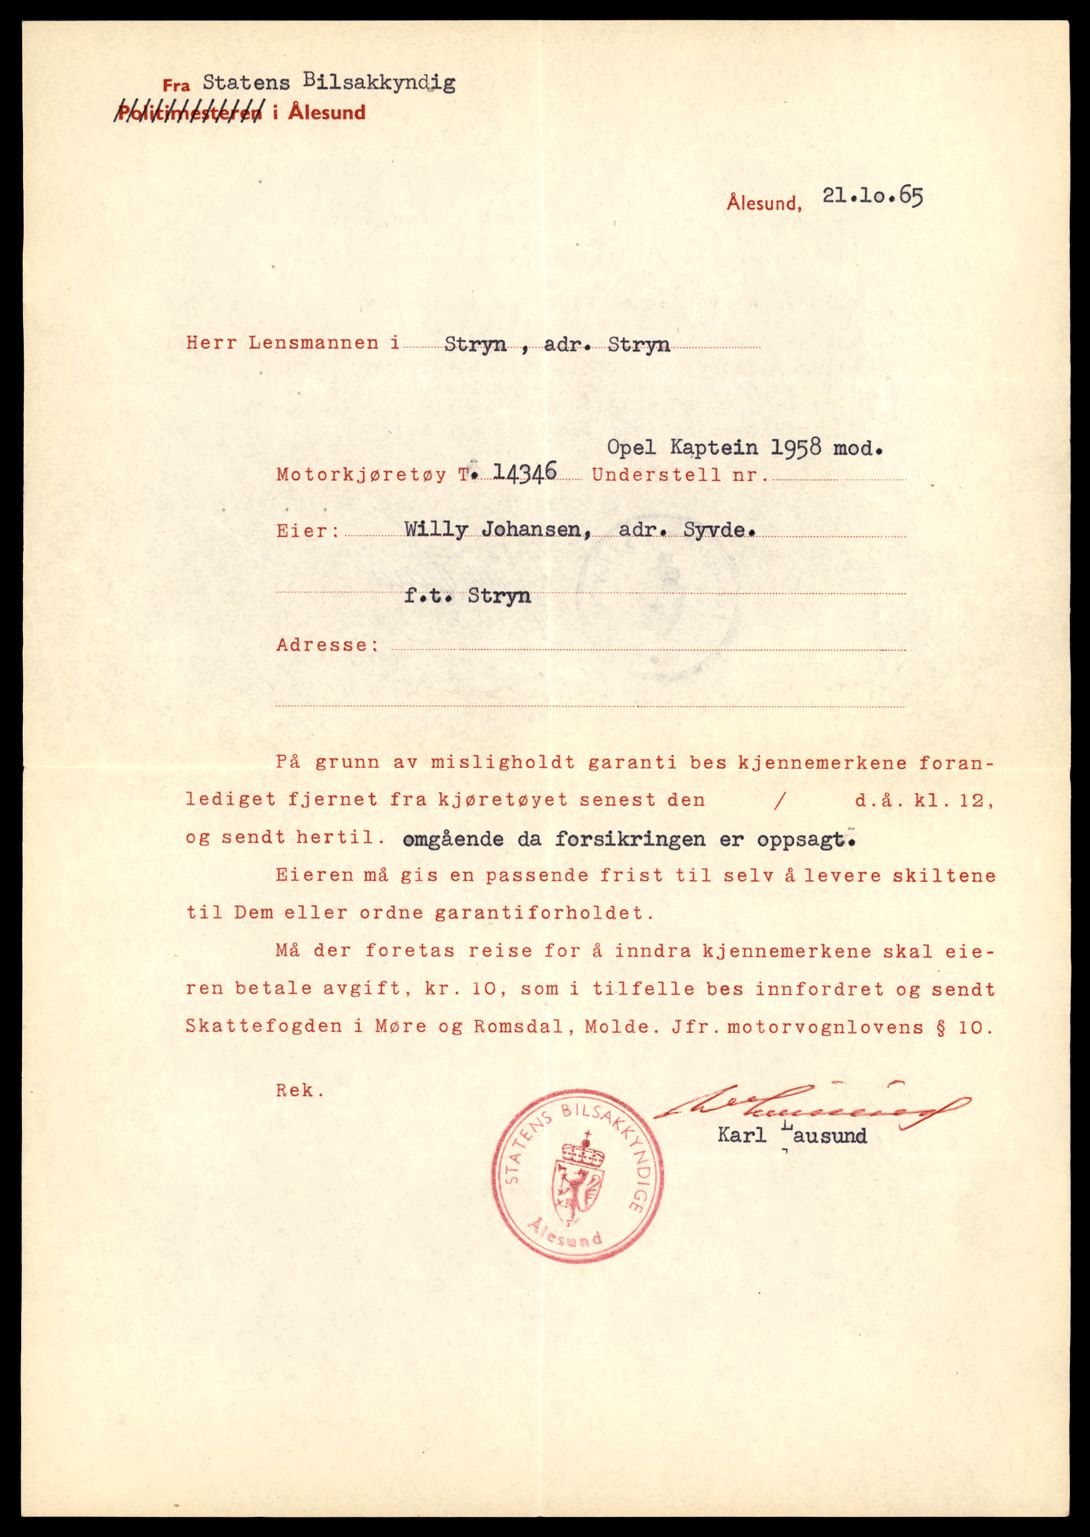 Fra Statens Bilsakkyndig
Politimesteren i Ålesund
Ålesund, 21.10.65
Herr Lensmannen i Stryn , adr. Stryn
Opel Kaptein 1958 mod.
Motorkjøretøy T. 14346 Understell nr.
Eier: Willy Johansen, adr. Syvde.
f.t. Stryn
Adresse:
På grunn av misligholdt garanti bes kjennemerkene foran-
lediget fjernet fra kjøretøyet senest den / d.å. kl. 12,
og sendt hertil. omgående da forsikringen er oppsagt.
Eieren må gis en passende frist til selv å levere skiltene
til Dem eller ordne garantiforholdet.
Må der foretas reise for å inndra kjennemerkene skal eie-
ren betale avgift, kr. 10, som i tilfelle bes innfordret og sendt
Skattefogden i Møre og Romsdal, Molde. Jfr. motorvognlovens § 10.
Rek.
Karl Lausund
STATENS BILSAKKYNDIGE
Ålesund